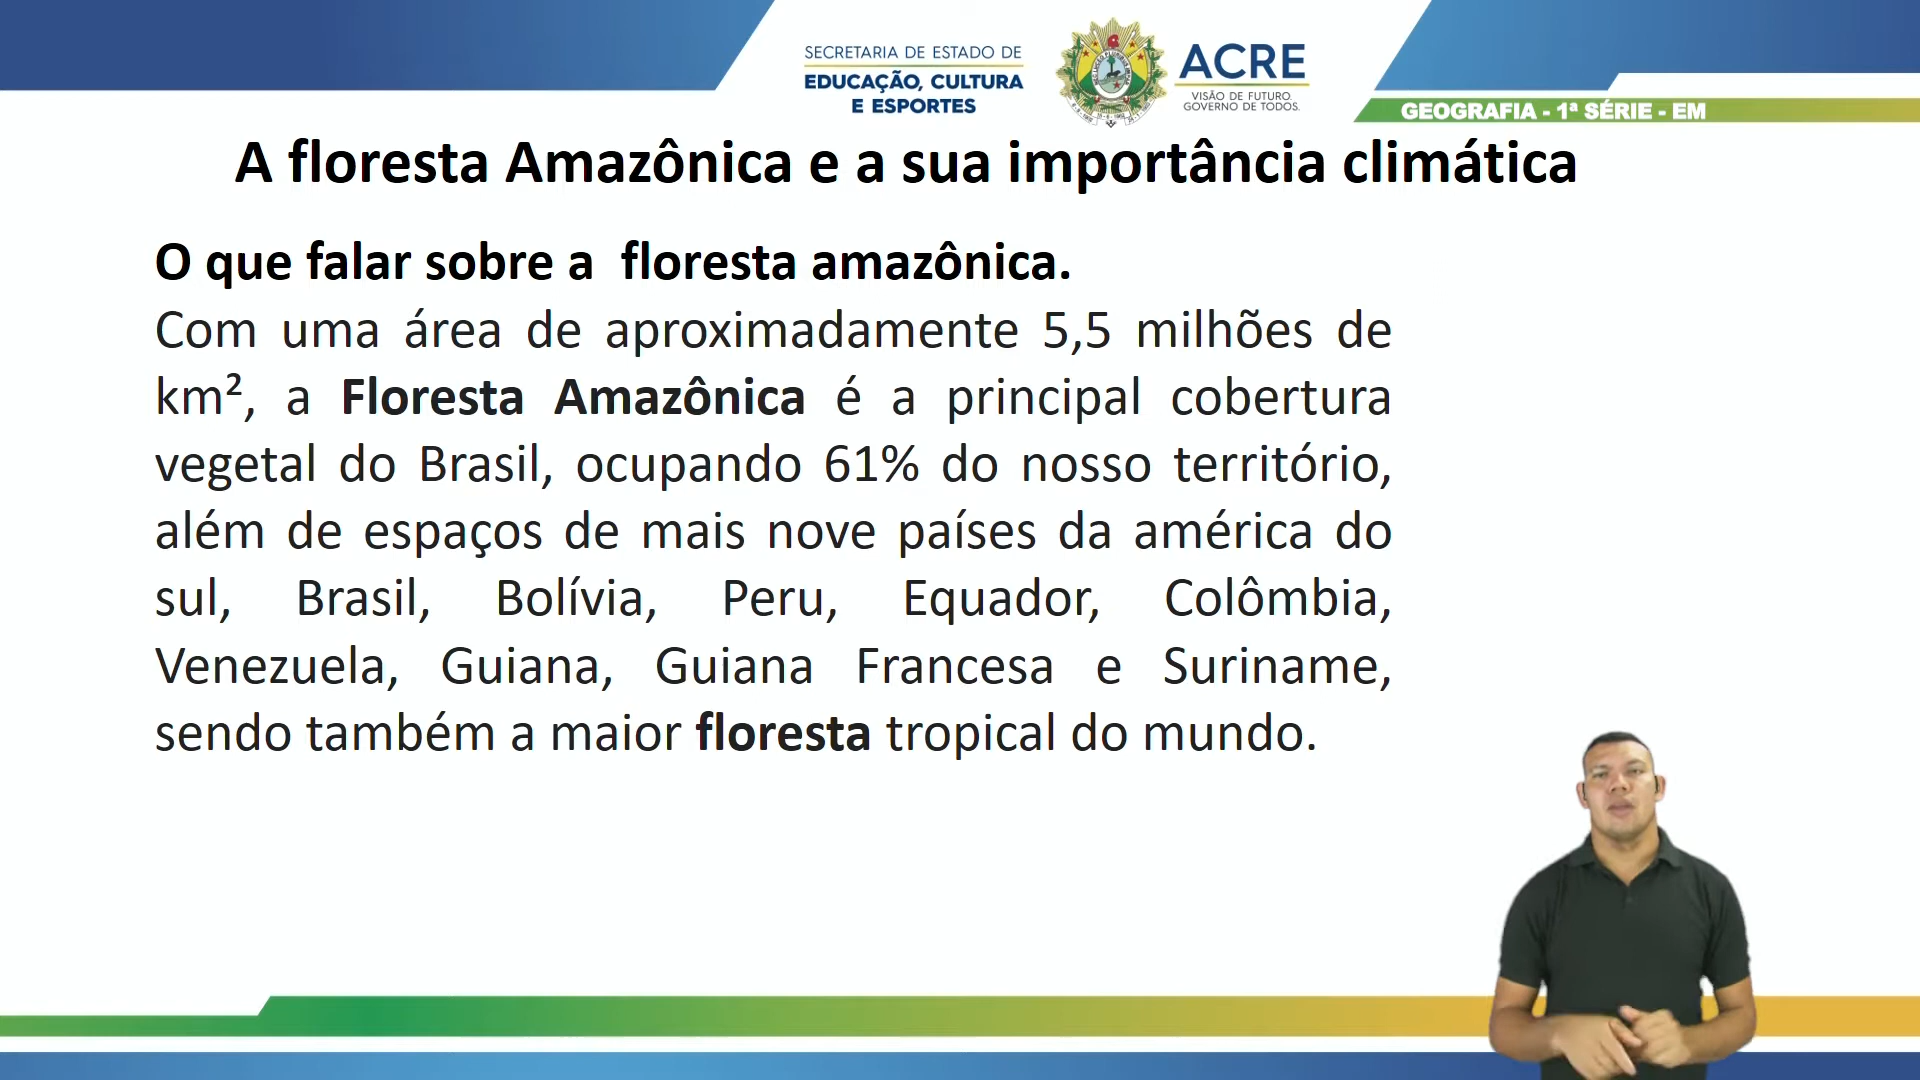 SECRETARIA DE ESTADO DE
EDUCAÇÃO, CULTURA
E ESPORTES
ACRE
VISÃO DE FUTURO.
GOVERNO DE TODOS.
GEOGRAFIA - 1ª SÉRIE - EM
A floresta Amazônica e a sua importância climática
O que falar sobre a floresta amazônica.
Com uma área de aproximadamente 5,5 milhões de
km², a Floresta Amazônica é a principal cobertura
vegetal do Brasil, ocupando 61% do nosso território,
além de espaços de mais nove países da américa do
sul, Brasil, Bolívia, Peru, Equador, Colômbia,
Venezuela, Guiana, Guiana Francesa e Suriname,
sendo também a maior floresta tropical do mundo.